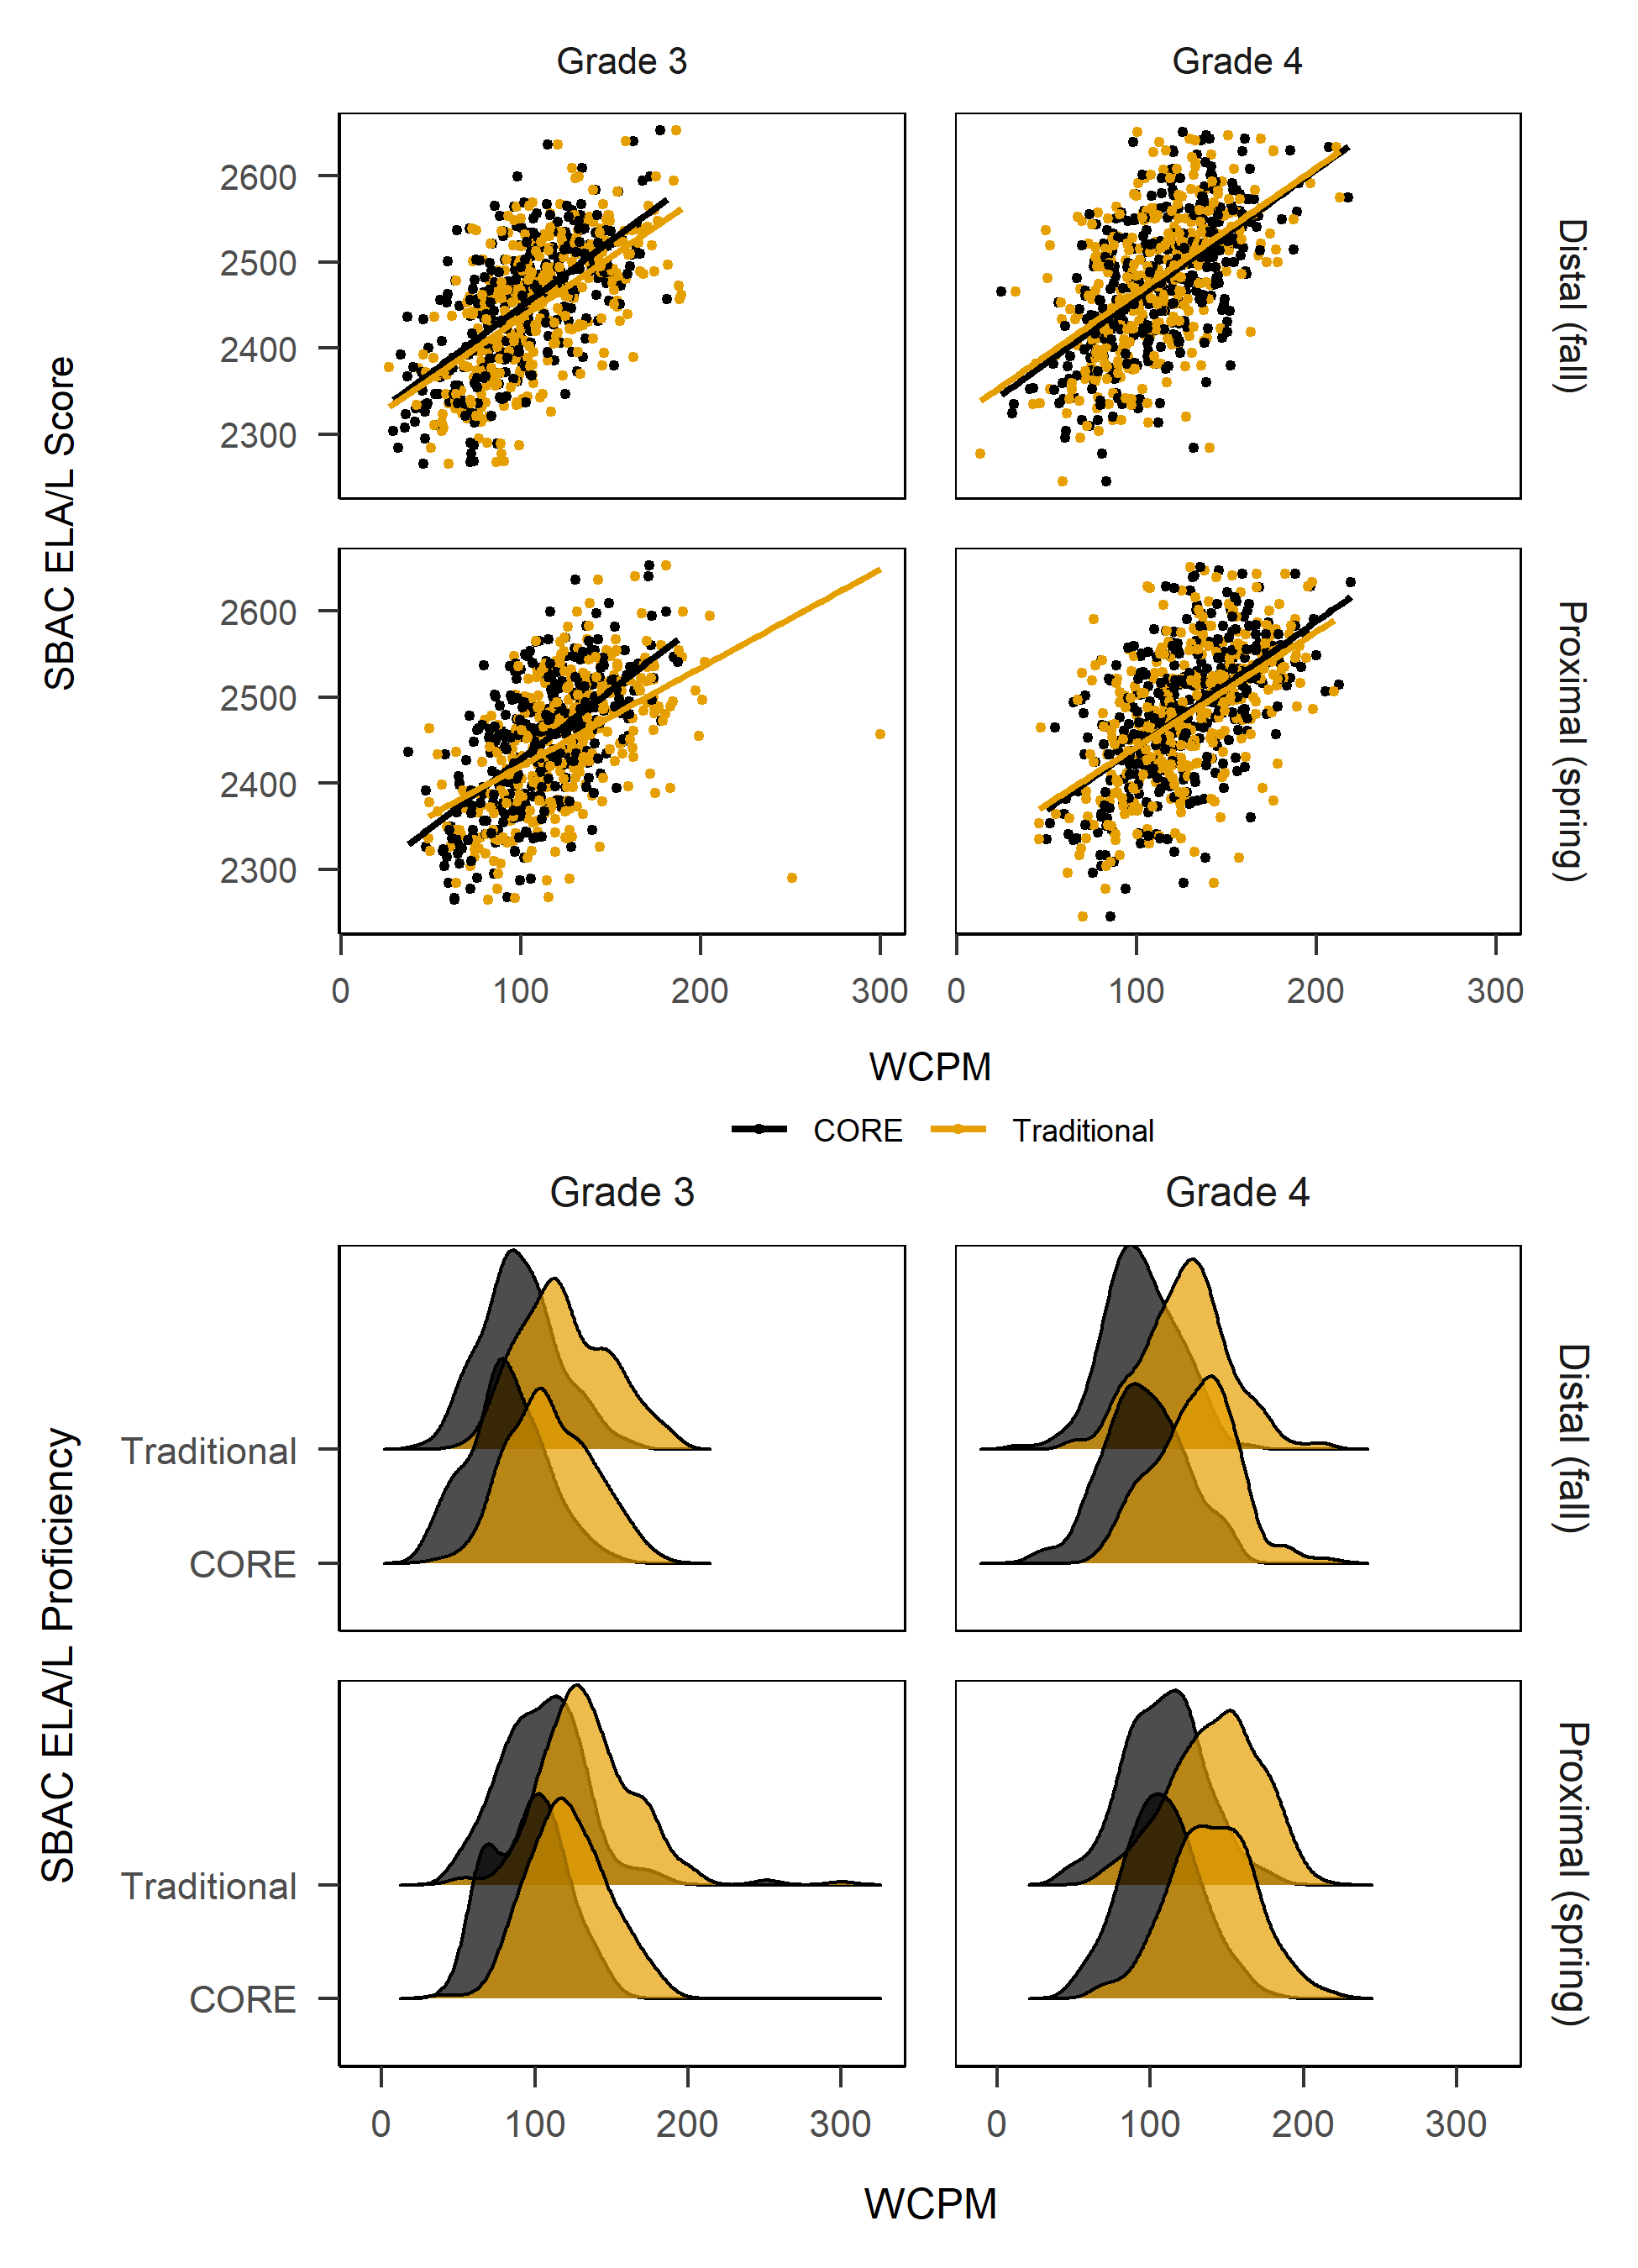 Grade 3 Grade 4
2600
2500
2400
2300
Distal (fall)
SBAC ELA/L Score
2600
2500
2400
2300
Proximal (spring)
0 100 200 300 0 100 200 300
WCPM
CORE Traditional
Grade 3 Grade 4
Traditional
CORE
Distal (fall)
SBAC ELA/L Proficiency
Traditional
CORE
Proximal (spring)
0 100 200 300 0 100 200 300
WCPM